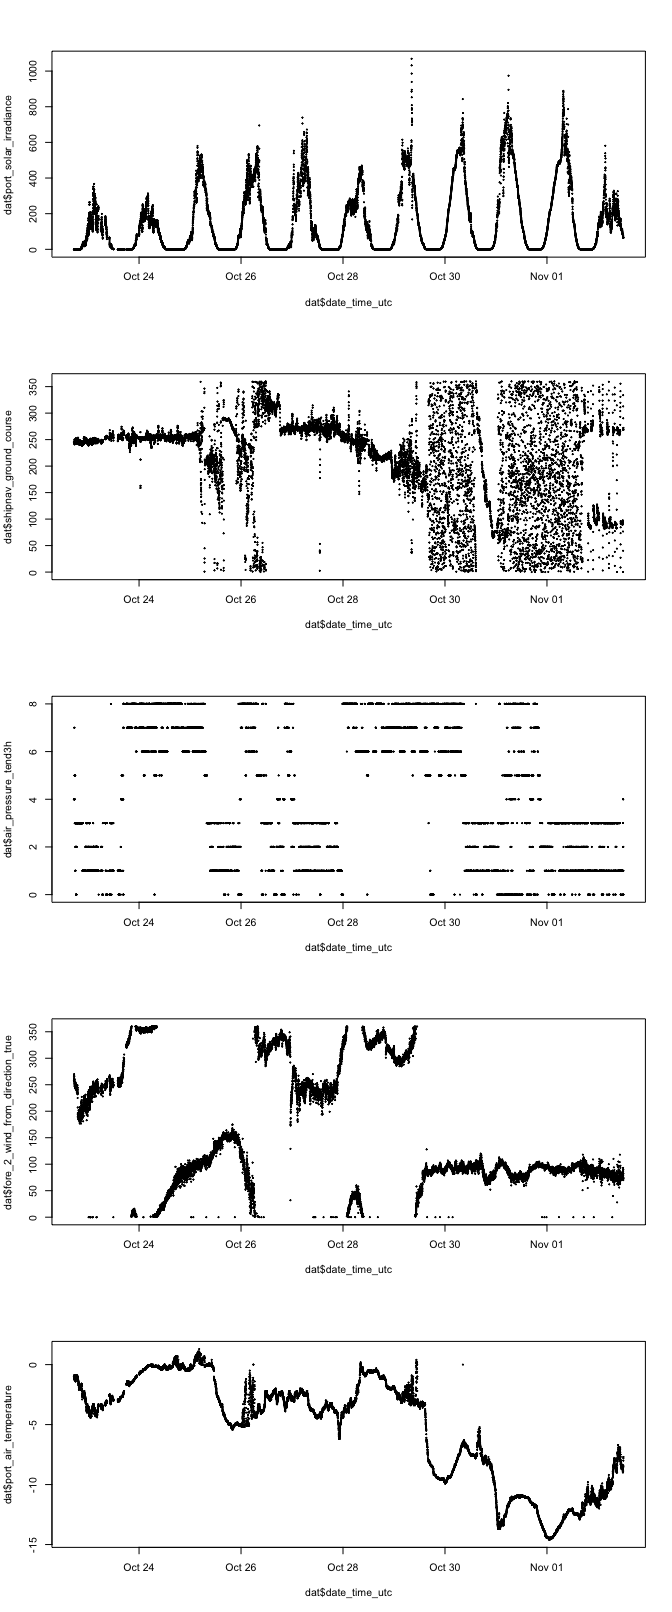 dat$port_solar_irradiance
0 200 400 600 800 1000
Oct 24 Oct 26 Oct 28 Oct 30 Nov 01
dat$date_time_utc
dat$shipnav_ground_course
0 50 100 150 200 250 300 350
Oct 24 Oct 26 Oct 28 Oct 30 Nov 01
dat$date_time_utc
dat$air_pressure_tend3h
0 2 4 6 8
Oct 24 Oct 26 Oct 28 Oct 30 Nov 01
dat$date_time_utc
dat$fore_2_wind_from_direction_true
0 50 100 150 200 250 300 350
Oct 24 Oct 26 Oct 28 Oct 30 Nov 01
dat$date_time_utc
dat$port_air_temperature
-15 -10 -5 0
Oct 24 Oct 26 Oct 28 Oct 30 Nov 01
dat$date_time_utc